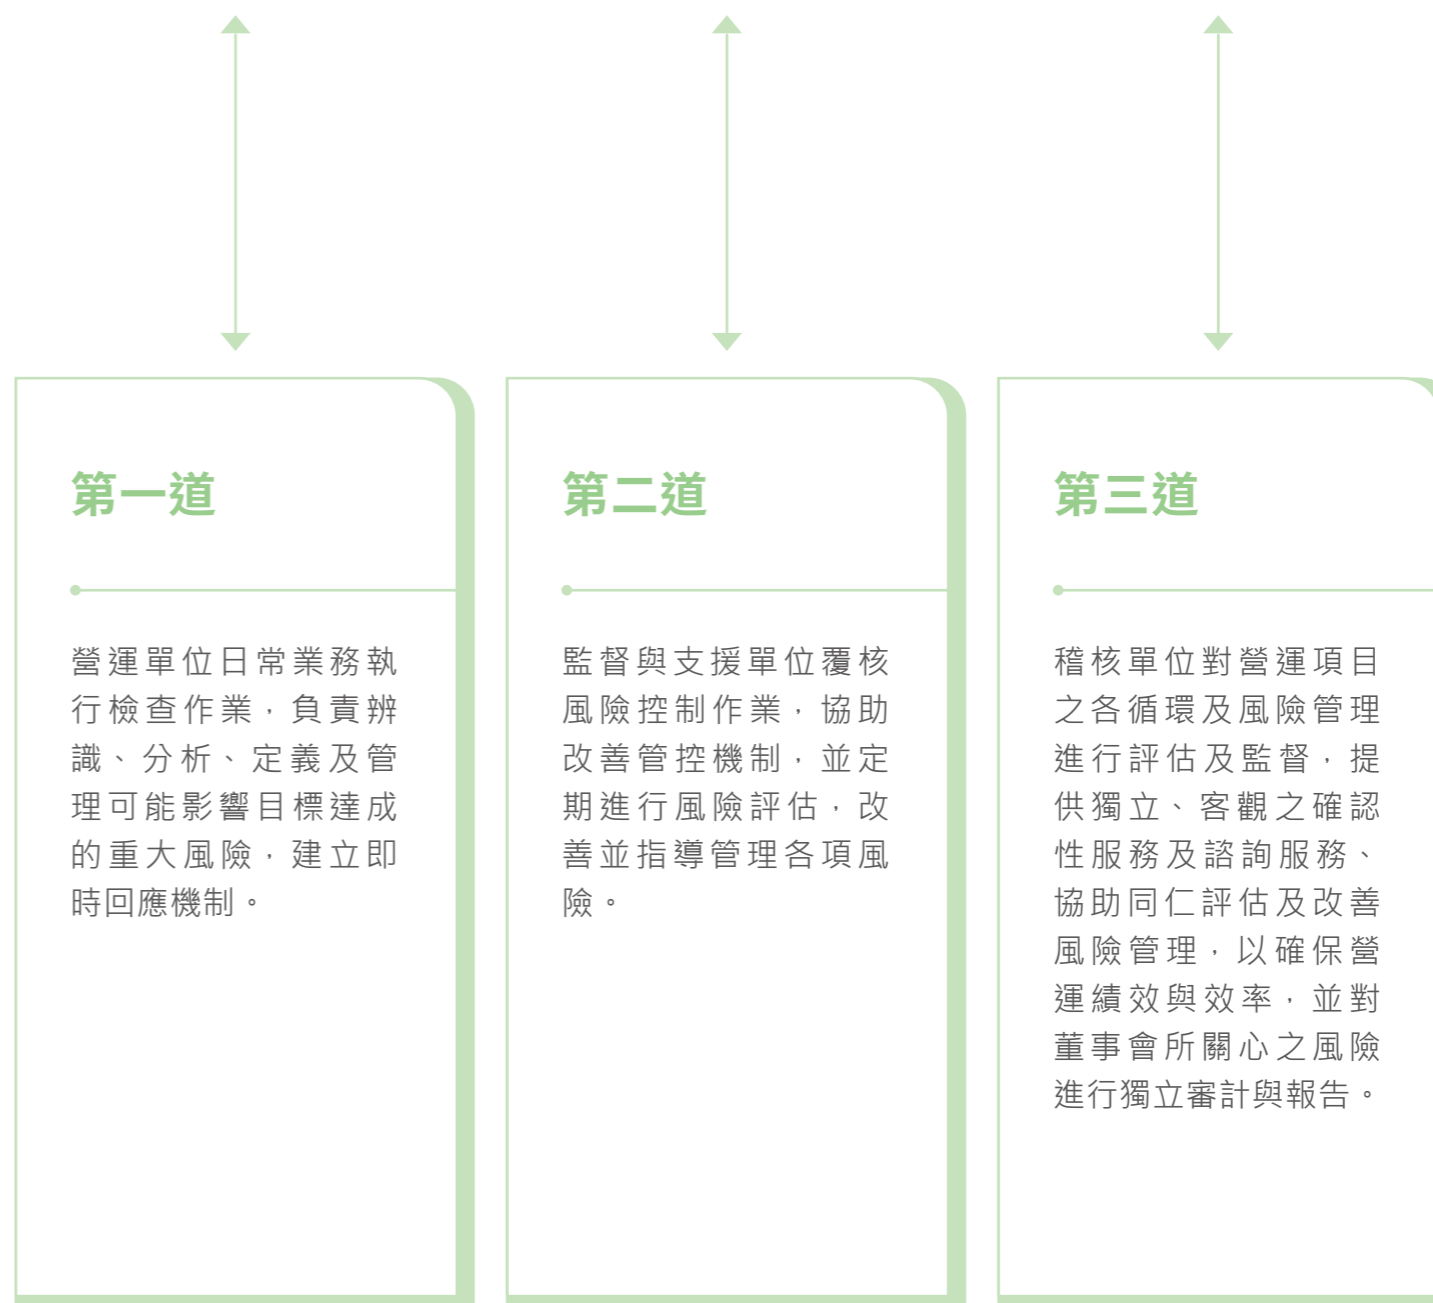 第一道
營運單位日常業務執
行檢查作業，負責辨
識、分析、定義及管
理可能影響目標達成
的重大風險，建立即
時回應機制。
第二道
監督與支援單位覆核
風險控制作業，協助
改善管控機制，並定
期進行風險評估，改
善並指導管理各項風
險。
第三道
稽核單位對營運項目
之各循環及風險管理
進行評估及監督，提
供獨立、客觀之確認
性服務及諮詢服務、
協助同仁評估及改善
風險管理，以確保營
運績效與效率，並對
董事會所關心之風險
進行獨立審計與報告。